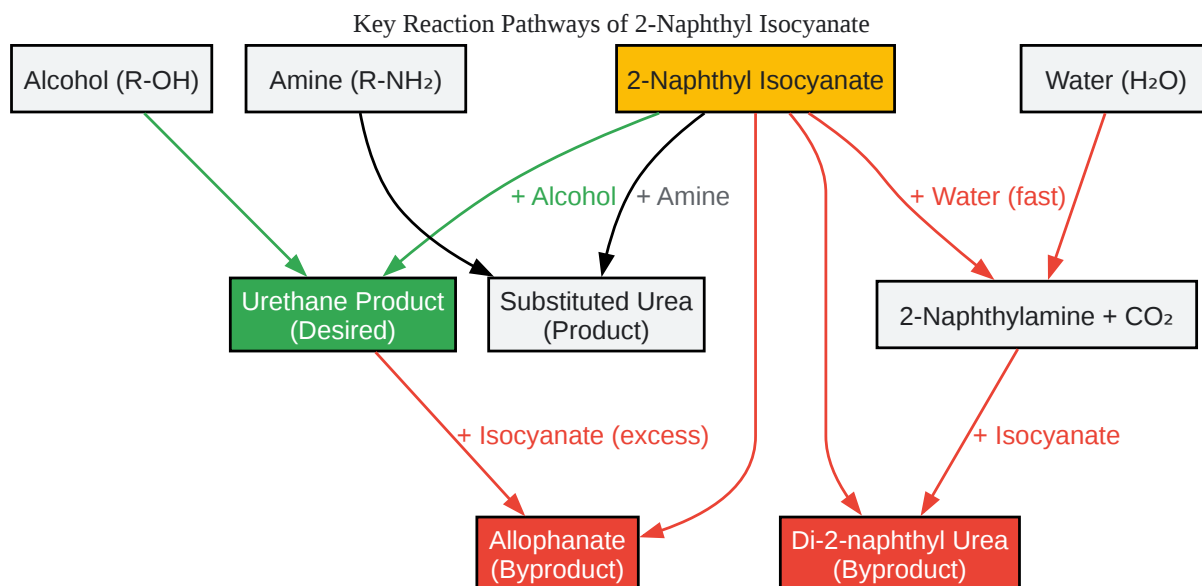 Key Reaction Pathways of 2-Naphthyl Isocyanate
Alcohol (R-OH)
Amine (R-NH₂)
2-Naphthyl Isocyanate
Water (H₂O)
+ Alcohol
+ Amine
+ Water (fast)
Urethane Product
(Desired)
Substituted Urea
(Product)
2-Naphthylamine + CO₂
+ Isocyanate (excess)
+ Isocyanate
Allophanate
(Byproduct)
Di-2-naphthyl Urea
(Byproduct)